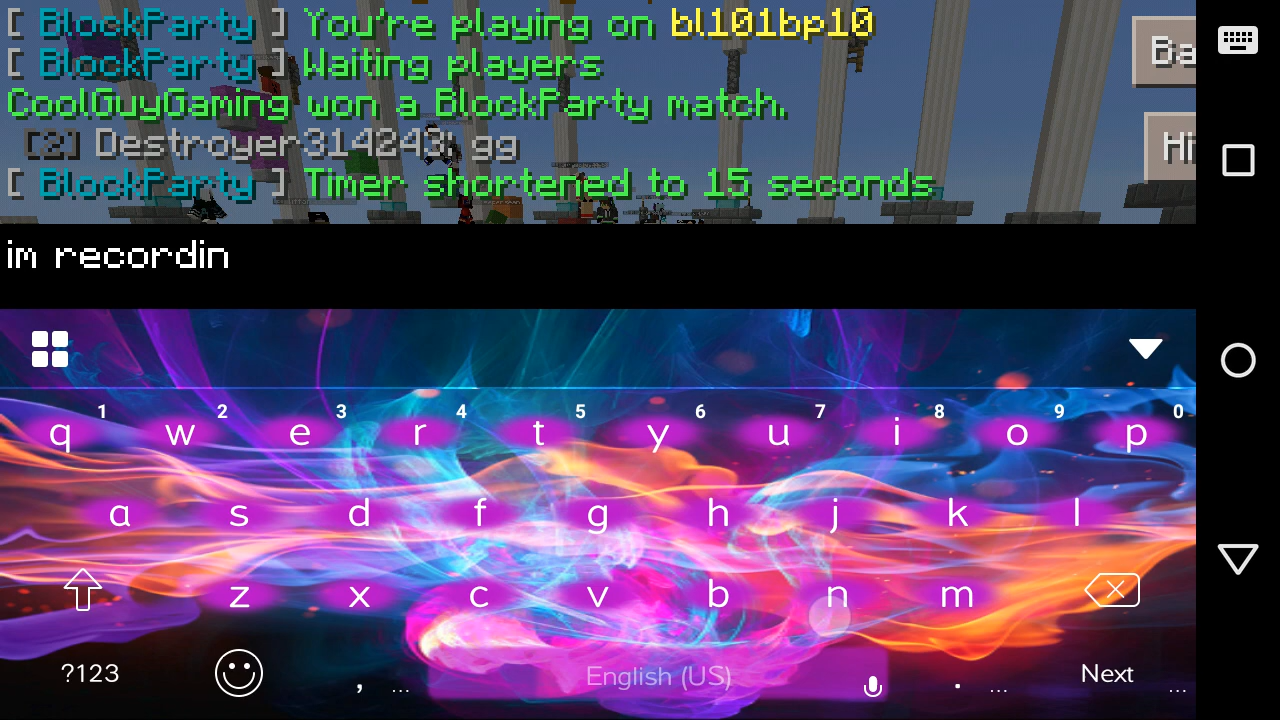 [ BlockParty ] You're playing on bl101bp10
[ BlockParty ] Waiting players
CoolGuyGaming won a BlockParty match.
[2] Destroyer314243: gg
[ BlockParty ] Timer shortened to 15 seconds
Ba
Hi
im recordin
1 2 3 4 5 6 7 8 9 0
q w e r t y u i o p
a s d f g h j k l
z x c v b n m
?123 , ... English (US) . ... Next ...